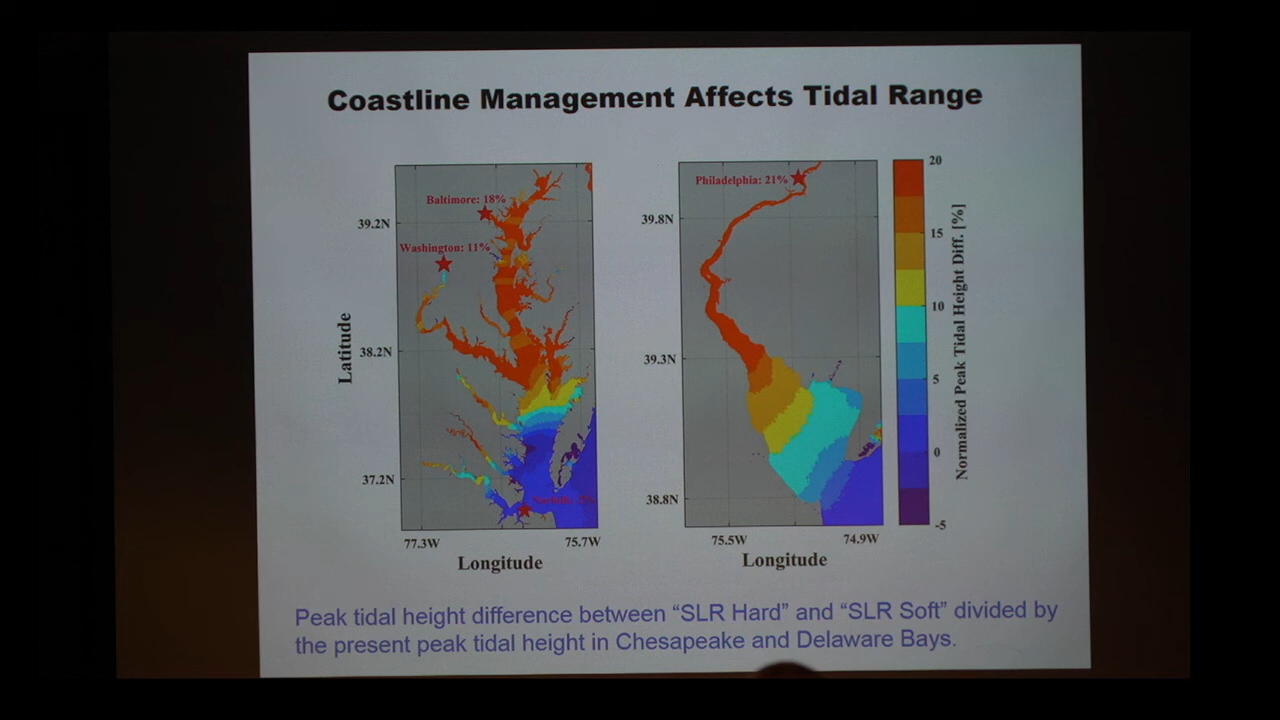 Coastline Management Affects Tidal Range
Baltimore: 18%
Washington: 11%
39.2N
38.2N
37.2N
77.3W
75.7W
Latitude
Longitude
Philadelphia: 21%
39.8N
39.3N
38.8N
75.5W
74.9W
Longitude
20
15
10
5
0
-5
Normalized Peak Tidal Height Diff. [%]
Peak tidal height difference between “SLR Hard” and “SLR Soft” divided by
the present peak tidal height in Chesapeake and Delaware Bays.